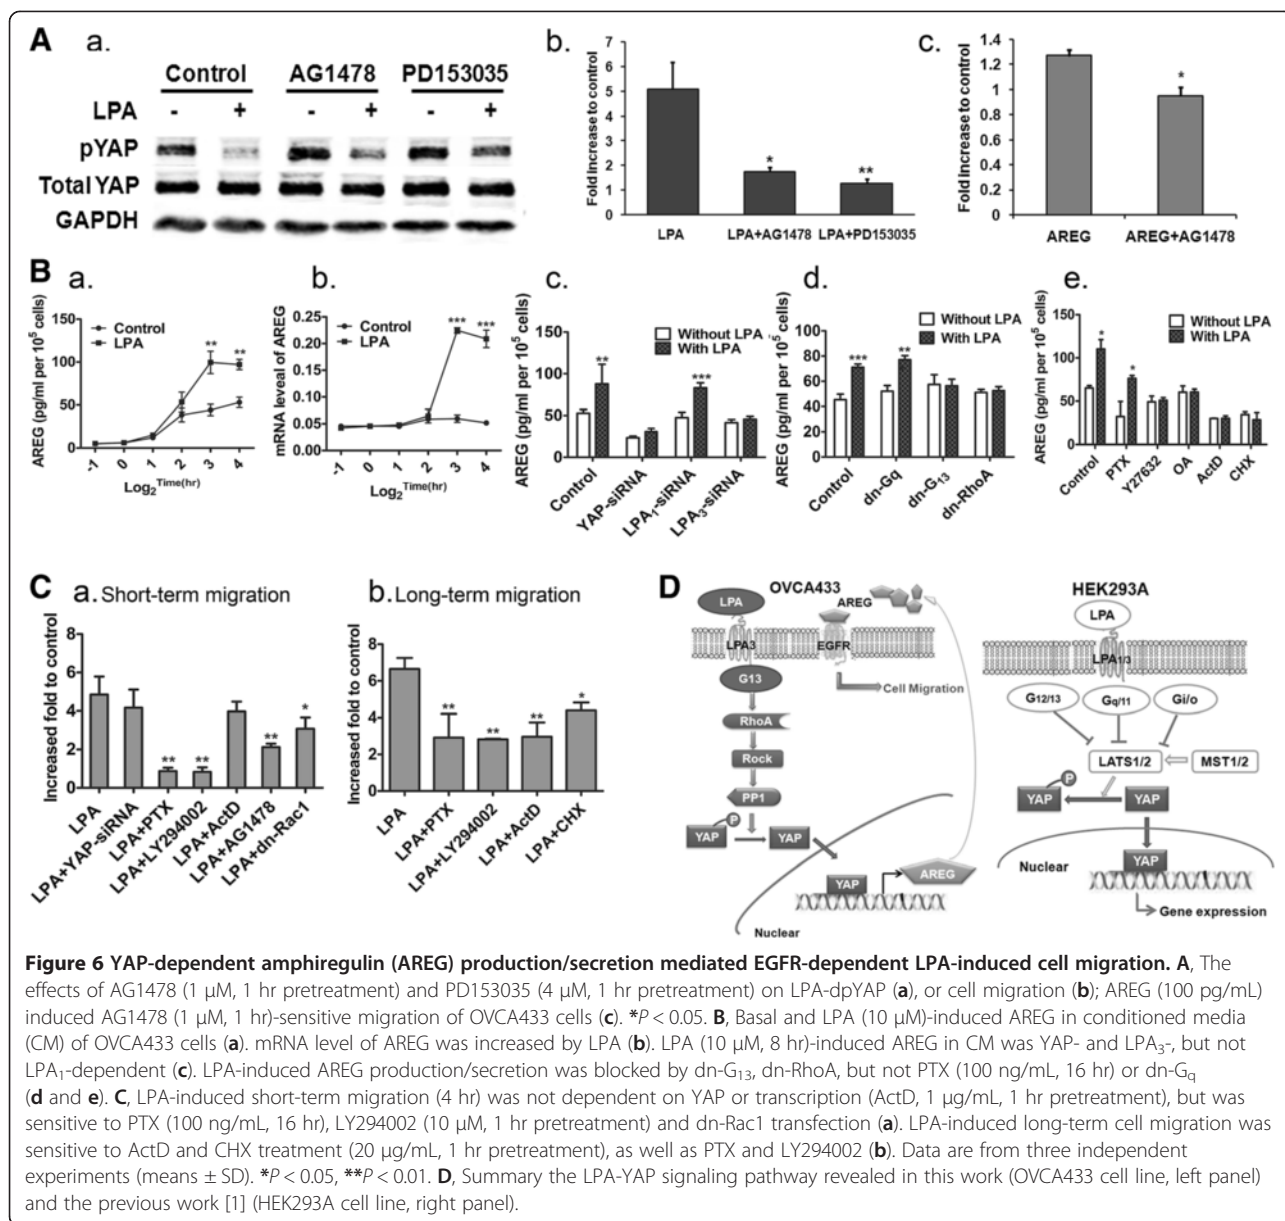 A
a.
Control AG1478 PD153035
LPA - + - + - +
pYAP
Total YAP
GAPDH
b.
Fold increase to control
7
6
5
4
3
2
1
0
*
**
LPA LPA+AG1478 LPA+PD153035
c.
Fold increase to control
1.4
1.2
1
0.8
0.6
0.4
0.2
0
*
AREG AREG+AG1478
B
a.
AREG (pg/ml per 10⁵ cells)
150
100
50
0
Control
LPA
** **
-1 0 1 2 3 4
Log₂Time(hr)
b.
mRNA leveal of AREG
0.25
0.20
0.15
0.10
0.05
0.00
Control
LPA
*** ***
-1 0 1 2 3 4
Log₂Time(hr)
c.
AREG (pg/ml per 10⁵ cells)
150
100
50
0
Without LPA
With LPA
** ***
Control
YAP-siRNA
LPA₁-siRNA
LPA₃-siRNA
d.
AREG (pg/ml per 10⁵ cells)
100
80
60
40
20
0
Without LPA
With LPA
*** **
Control
dn-Gq
dn-G₁₃
dn-RhoA
e.
AREG (pg/ml per 10⁵ cells)
200
150
100
50
0
Without LPA
With LPA
* *
Control
PTX
Y27632
OA
ActD
CHX
C
a. Short-term migration
Increased fold to control
8
6
4
2
0
** ** ** *
LPA
LPA+YAP-siRNA
LPA+PTX
LPA+LY294002
LPA+ActD
LPA+AG1478
LPA+dn-Rac1
b. Long-term migration
Increased fold to control
8
6
4
2
0
** ** ** *
LPA
LPA+PTX
LPA+LY294002
LPA+ActD
LPA+CHX
D
OVCA433
LPA
AREG
LPA3
EGFR
G13
Cell Migration
RhoA
Rock
PP1
P
YAP
YAP
YAP
AREG
Nuclear
HEK293A
LPA
LPA1/3
G12/13
Gq/11
Gi/o
LATS1/2
MST1/2
P
YAP
YAP
Nuclear
YAP
Gene expression
Figure 6 YAP-dependent amphiregulin (AREG) production/secretion mediated EGFR-dependent LPA-induced cell migration. A, The
effects of AG1478 (1 μM, 1 hr pretreatment) and PD153035 (4 μM, 1 hr pretreatment) on LPA-dpYAP (a), or cell migration (b); AREG (100 pg/mL)
induced AG1478 (1 μM, 1 hr)-sensitive migration of OVCA433 cells (c). *P < 0.05. B, Basal and LPA (10 μM)-induced AREG in conditioned media
(CM) of OVCA433 cells (a). mRNA level of AREG was increased by LPA (b). LPA (10 μM, 8 hr)-induced AREG in CM was YAP- and LPA₃-, but not
LPA₁-dependent (c). LPA-induced AREG production/secretion was blocked by dn-G₁₃, dn-RhoA, but not PTX (100 ng/mL, 16 hr) or dn-Gq
(d and e). C, LPA-induced short-term migration (4 hr) was not dependent on YAP or transcription (ActD, 1 μg/mL, 1 hr pretreatment), but was
sensitive to PTX (100 ng/mL, 16 hr), LY294002 (10 μM, 1 hr pretreatment) and dn-Rac1 transfection (a). LPA-induced long-term cell migration was
sensitive to ActD and CHX treatment (20 μg/mL, 1 hr pretreatment), as well as PTX and LY294002 (b). Data are from three independent
experiments (means ± SD). *P < 0.05, **P < 0.01. D, Summary the LPA-YAP signaling pathway revealed in this work (OVCA433 cell line, left panel)
and the previous work [1] (HEK293A cell line, right panel).